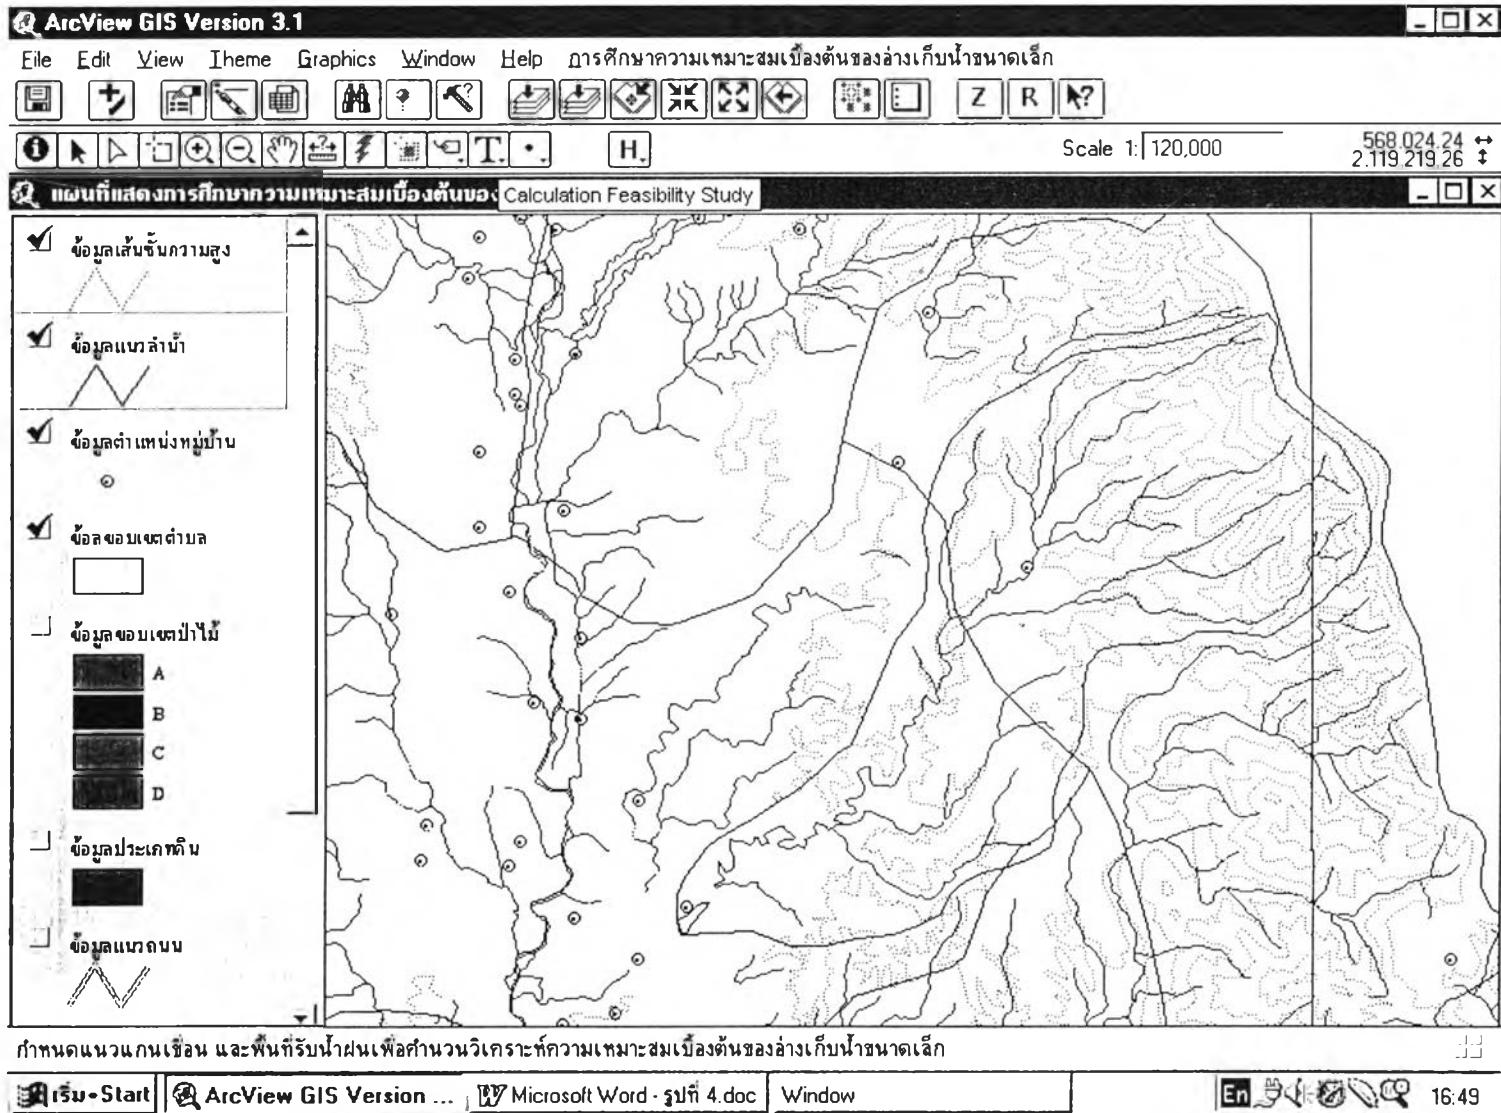 ArcView GIS Version 3.1
File Edit View Theme Graphics Window Help การศึกษาความเหมาะสมเบื้องต้นของอ่างเก็บน้ำขนาดเล็ก
Z R
T H
Scale 1: 120,000
568,024.24
2,119,219.26
แผนที่แสดงการศึกษาความเหมาะสมเบื้องต้นของ Calculation Feasibility Study
ข้อมูลเส้นชั้นความสูง
ข้อมูลแนวลำน้ำ
ข้อมูลตำแหน่งหมู่บ้าน
ข้อลขอบเขตตำบล
ข้อมูลขอบเขตป่าไม้
A
B
C
D
ข้อมูลประเภทดิน
ข้อมูลแนวถนน
กำหนดแนวแกนเขื่อน และพื้นที่รับน้ำฝนเพื่อคำนวนวิเคราะห์ความเหมาะสมเบื้องต้นของอ่างเก็บน้ำขนาดเล็ก
เริ่ม-Start ArcView GIS Version ... Microsoft Word - รูปที่ 4.doc Window En 16:49